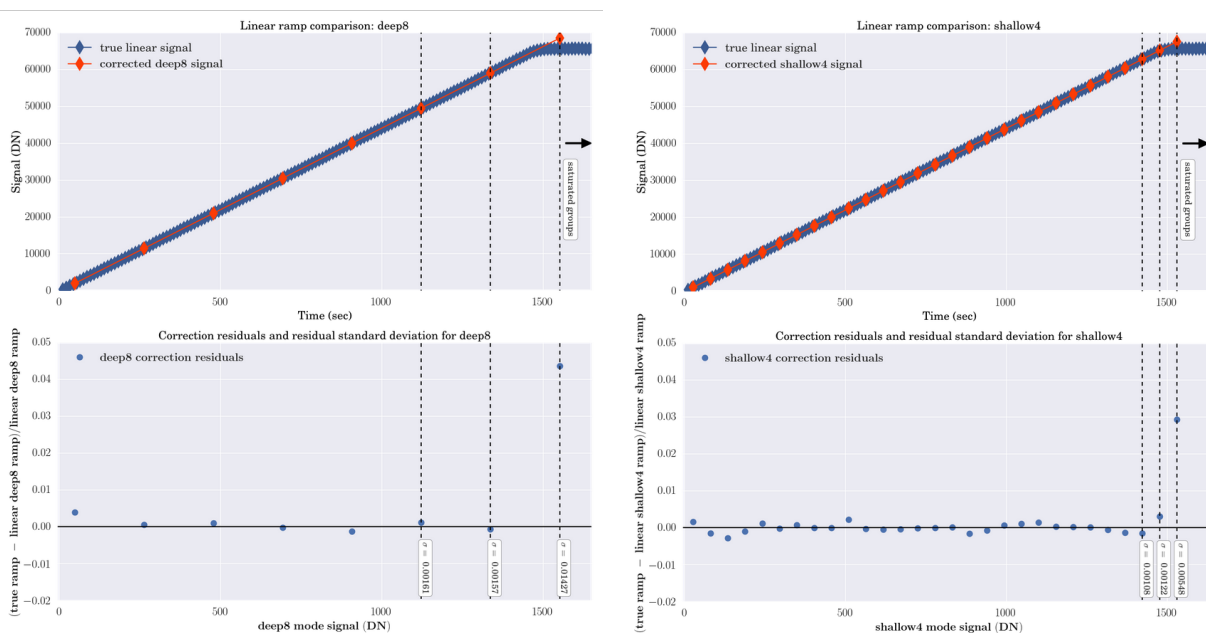 Linear ramp comparison: deep8
70000
60000
50000
40000
30000
20000
10000
0
Signal (DN)
true linear signal
corrected deep8 signal
saturated groups
0
500
1000
1500
Time (sec)
Linear ramp comparison: shallow4
70000
60000
50000
40000
30000
20000
10000
0
Signal (DN)
true linear signal
corrected shallow4 signal
saturated groups
0
500
1000
1500
Time (sec)
Correction residuals and residual standard deviation for deep8
0.05
0.04
0.03
0.02
0.01
0.00
−0.01
−0.02
(true ramp − linear deep8 ramp)/linear deep8 ramp
deep8 correction residuals
σ = 0.00161
σ = 0.00157
σ = 0.01427
0
500
1000
1500
deep8 mode signal (DN)
Correction residuals and residual standard deviation for shallow4
0.05
0.04
0.03
0.02
0.01
0.00
−0.01
−0.02
(true ramp − linear shallow4 ramp)/linear shallow4 ramp
shallow4 correction residuals
σ = 0.00108
σ = 0.00122
σ = 0.00548
0
500
1000
1500
shallow4 mode signal (DN)